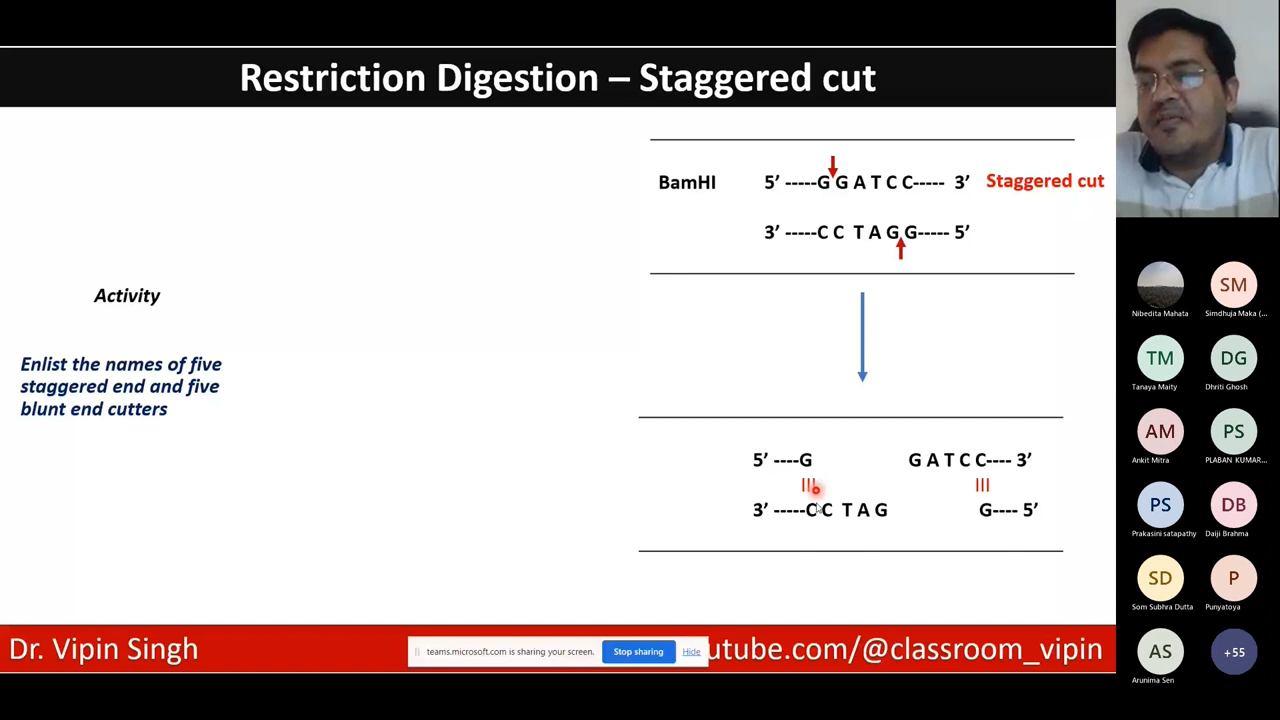 Restriction Digestion – Staggered cut
BamHI 5’ -----G G A T C C----- 3’ Staggered cut
3’ -----C C T A G G----- 5’
Activity
Enlist the names of five
staggered end and five
blunt end cutters
5’ ----G G A T C C---- 3’
3’ -----C C T A G G---- 5’
Dr. Vipin Singh
teams.microsoft.com is sharing your screen. Stop sharing Hide
utube.com/@classroom_vipin
Nibedita Mahata
SM
Simdhuja Maka (...
TM
Tanaya Maity
DG
Dhriti Ghosh
AM
Ankit Mitra
PS
PLABAN KUMAR...
PS
Prakasini satapathy
DB
Daiji Brahma
SD
Som Subhra Dutta
P
Punyatoya
AS
Arunima Sen
+55